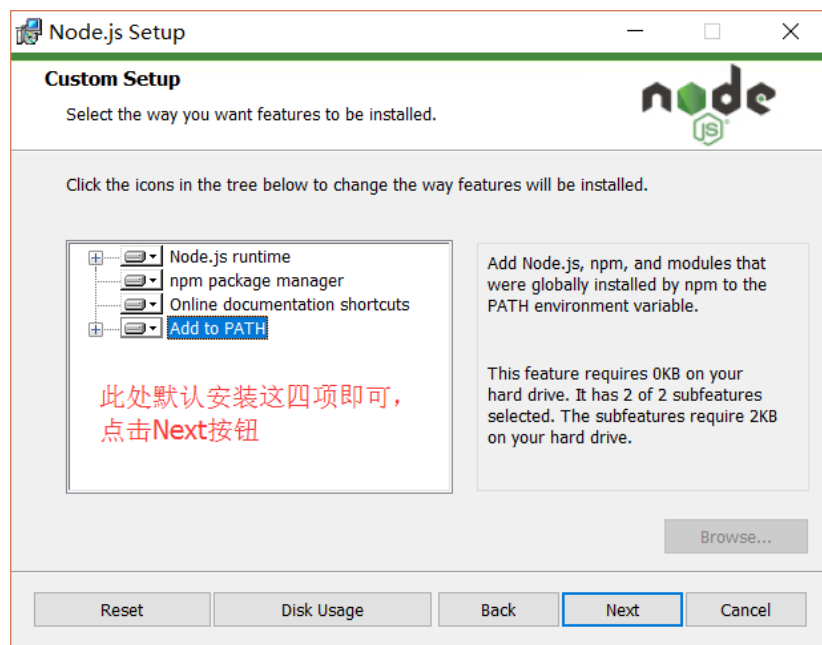 Node.js Setup
Custom Setup
Select the way you want features to be installed.
node
JS
Click the icons in the tree below to change the way features will be installed.
Node.js runtime
npm package manager
Online documentation shortcuts
Add to PATH
此处默认安装这四项即可，
点击Next按钮
Add Node.js, npm, and modules that
were globally installed by npm to the
PATH environment variable.
This feature requires 0KB on your
hard drive. It has 2 of 2 subfeatures
selected. The subfeatures require 2KB
on your hard drive.
Browse...
Reset
Disk Usage
Back
Next
Cancel